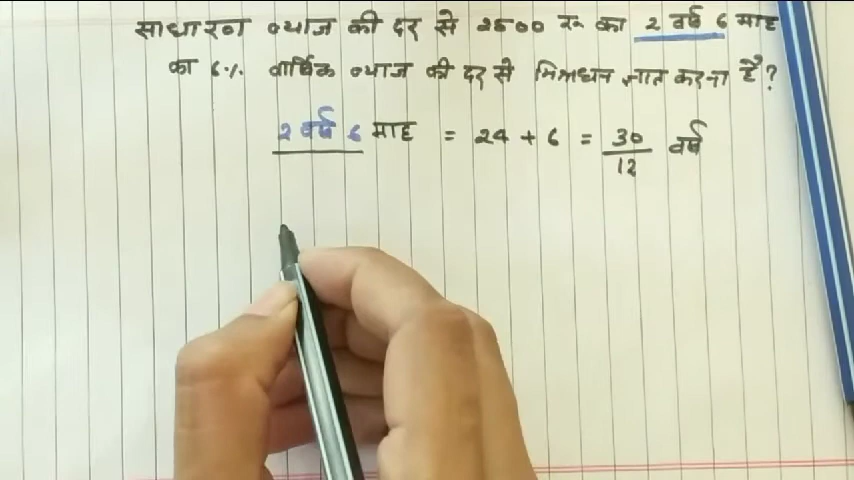 साधारण ब्याज की दर से 2500 रू का 2 वर्ष 6 माह
का 6% वार्षिक ब्याज की दर से मिश्रधन ज्ञात करना है?
2 वर्ष 6 माह = 24 + 6 = 30/12 वर्ष